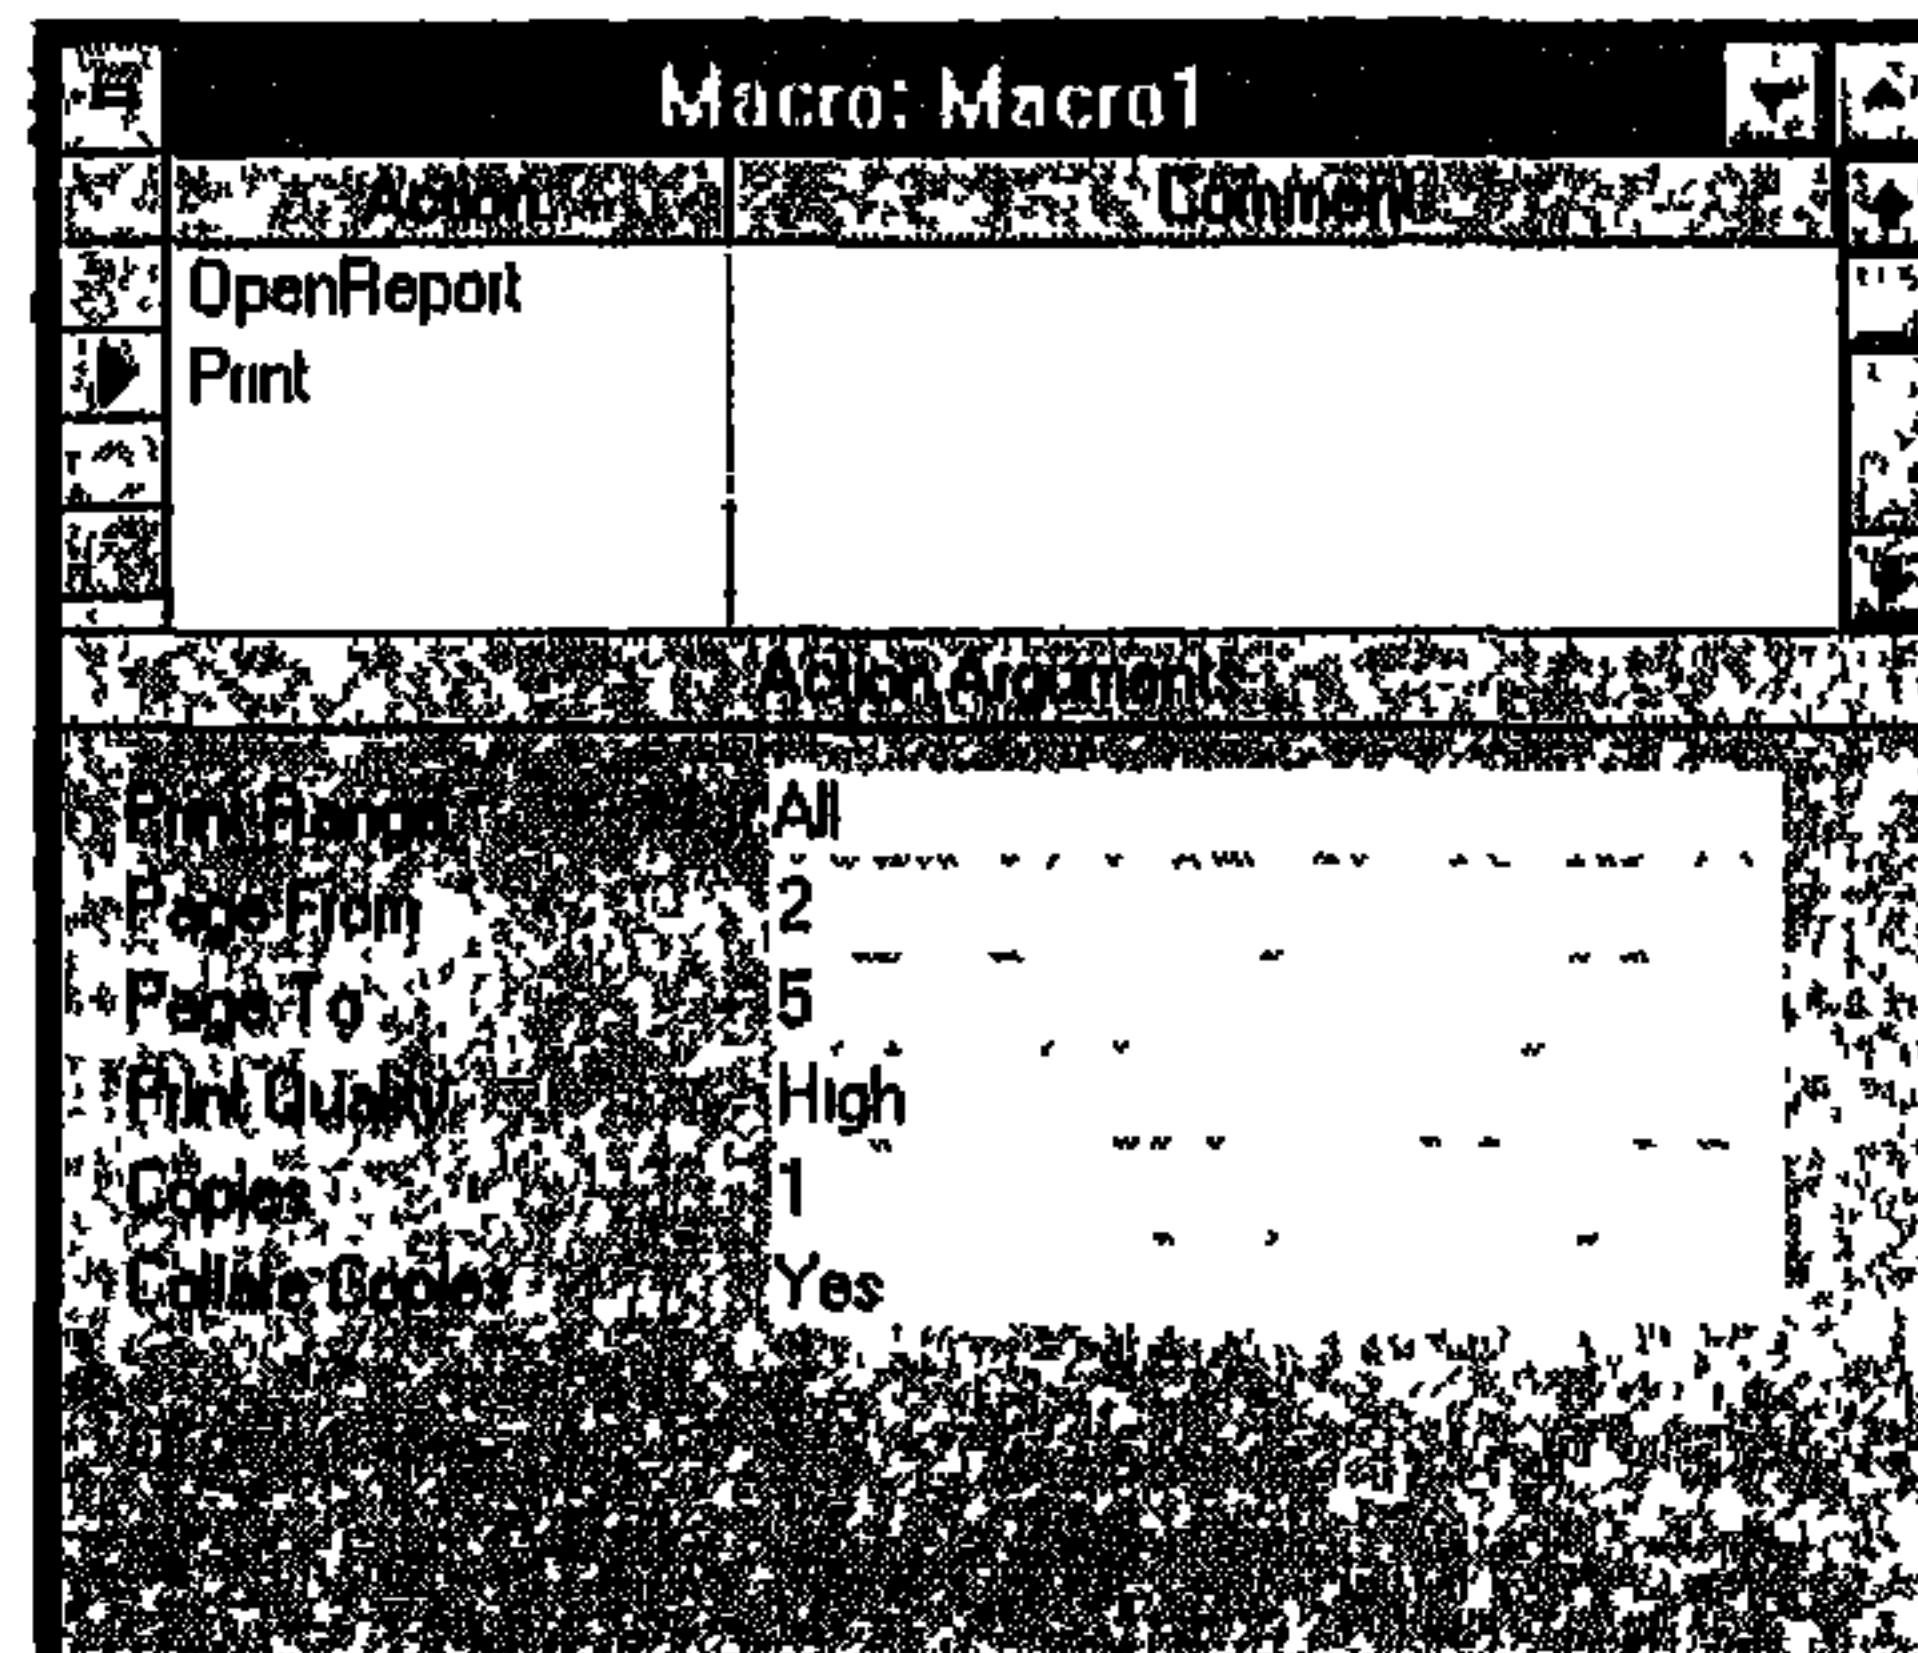 Macro: Macro1
Action Comment
OpenReport
Print
Action Arguments
Print Range All
Page From 2
Page To 5
Print Quality High
Copies 1
Collate Copies Yes